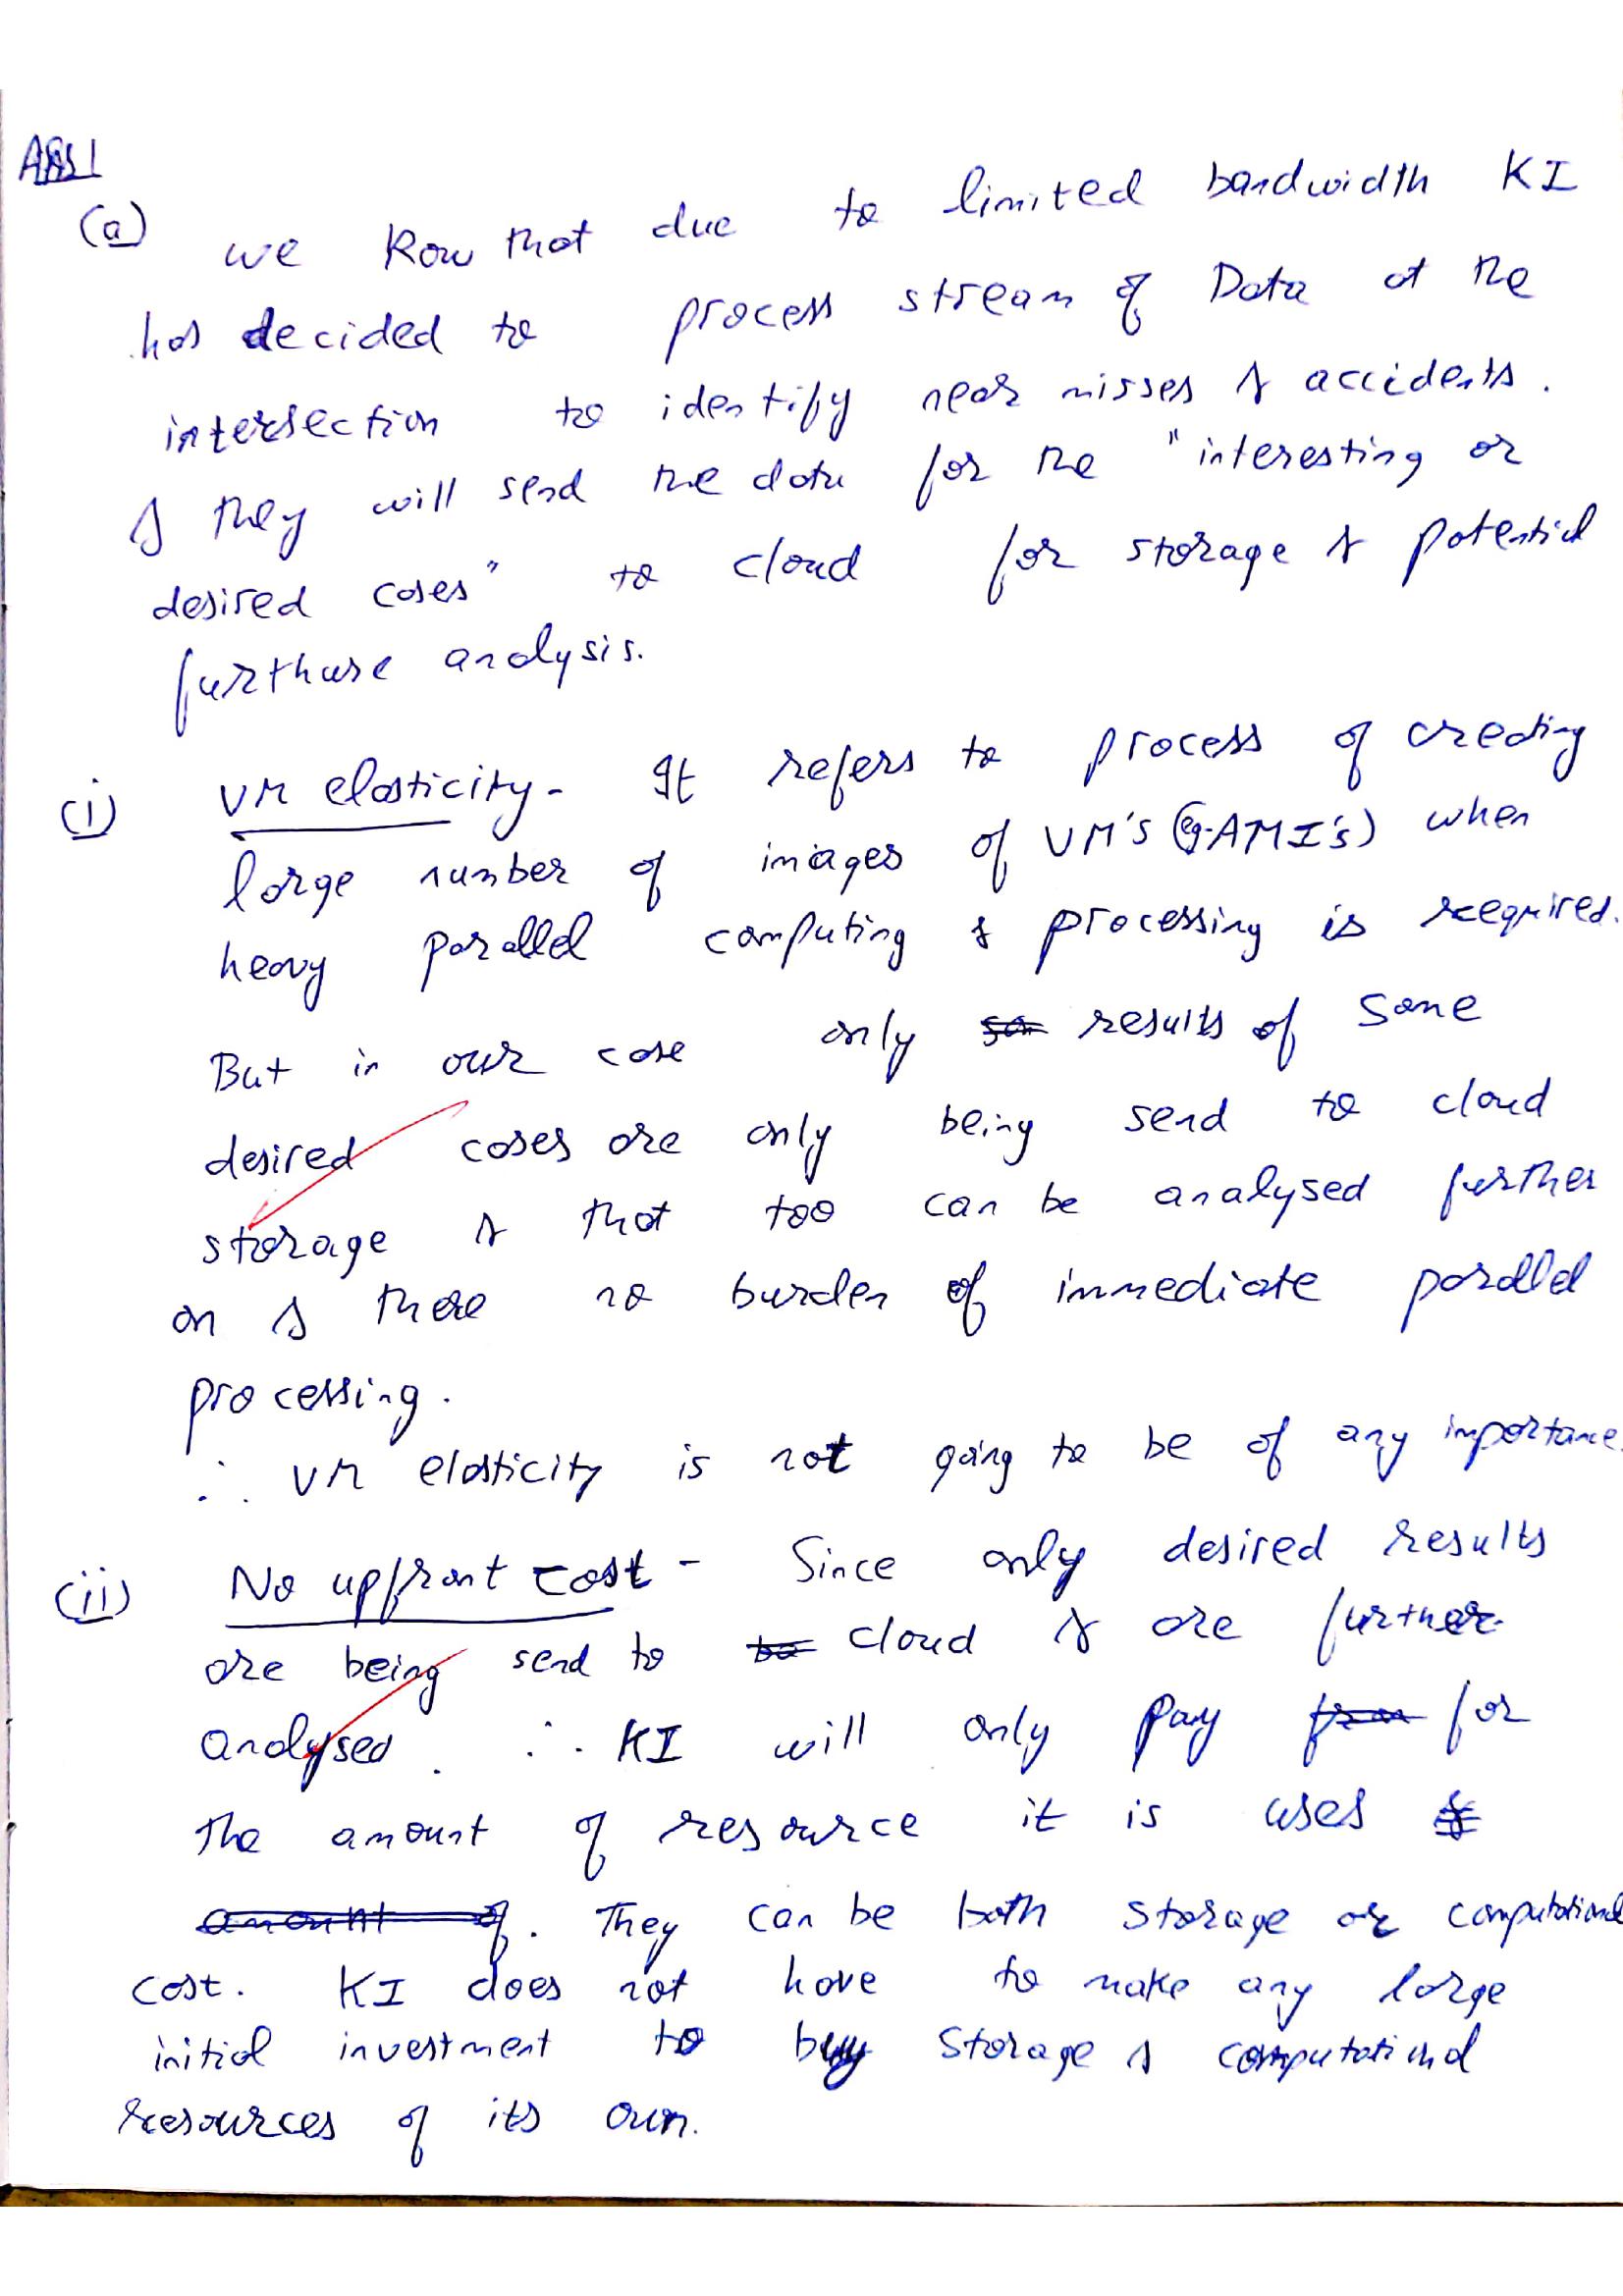 Ans 1
(a) we know that due to limited bandwidth KI
has decided to process stream of Data at the
intersection to identify near misses & accidents.
& they will send the data for the "interesting or
desired cases" to cloud for storage & potential
furthure analysis.
(i) VM elasticity - It refers to process of creating
large number of images of VM's (eg-AMI's) when
heavy parallel computing & processing is required.
But in our case only so results of some
desired cases are only being send to cloud
storage & that too can be analysed further
on & there no burden of immediate parallel
processing.
∴ VM elasticity is not going to be of any importance.
(ii) No upfront cost - Since only desired results
are being send to to cloud & are further
analysed. ∴ KI will only pay from for
the amount of resource it is uses &
amount of. They can be both storage or computational
cost. KI does not have to make any large
initial investment to buy storage & computational
resources of its own.